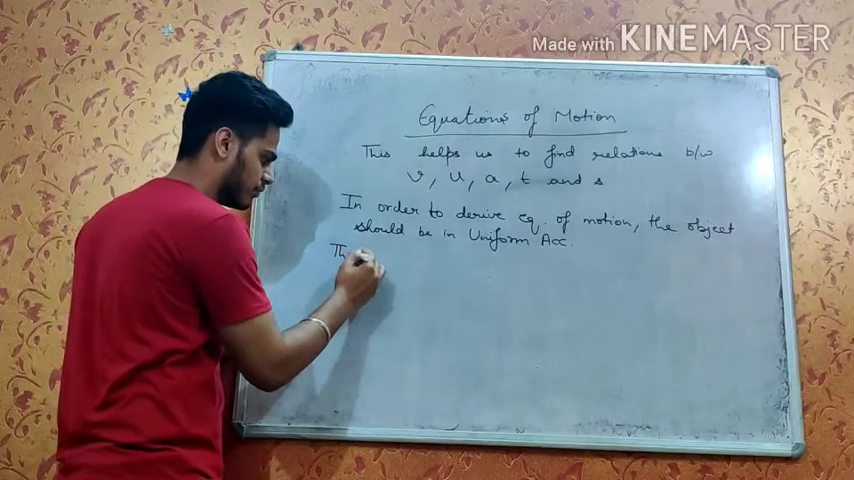 Made with KINEMASTER
Equations of Motion
This helps us to find relations b/w
v, u, a, t and s
In order to derive eq. of motion, the object
should be in Uniform Acc.
Th